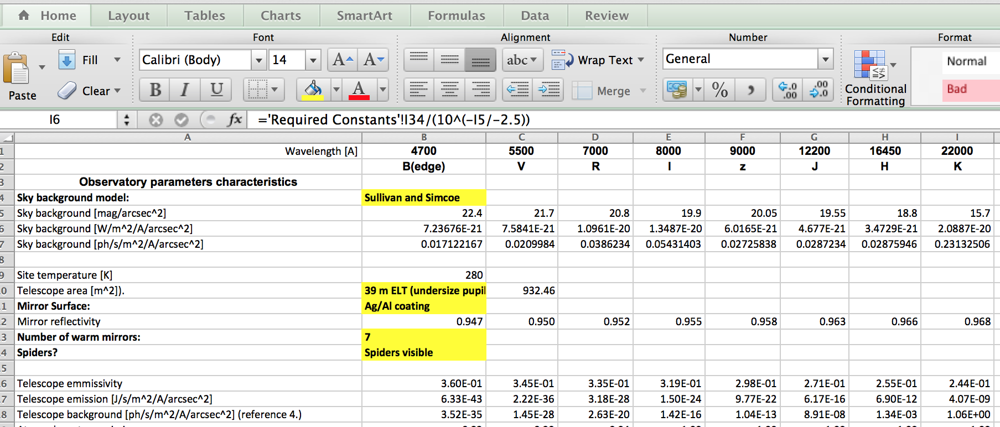 Home Layout Tables Charts SmartArt Formulas Data Review
Edit Font Alignment Number Format
Fill Calibri (Body) 14 A A abc Wrap Text General Normal
Paste Clear B I U A Merge % , .0 .00 .00 .0 Conditional Formatting Bad
I6 fx ='Required Constants'!I34/(10^(-I5/-2.5))
A B C D E F G H I
1 Wavelength [A] 4700 5500 7000 8000 9000 12200 16450 22000
2 B(edge) V R I z J H K
3 Observatory parameters characteristics
4 Sky background model: Sullivan and Simcoe
5 Sky background [mag/arcsec^2] 22.4 21.7 20.8 19.9 20.05 19.55 18.8 15.7
6 Sky background [W/m^2/A/arcsec^2] 7.23676E-21 7.5841E-21 1.0961E-20 1.3487E-20 6.0165E-21 4.677E-21 3.4729E-21 2.0887E-20
7 Sky background [ph/s/m^2/A/arcsec^2] 0.017122167 0.0209984 0.0386234 0.05431403 0.02725838 0.0287234 0.02875946 0.23132506
8
9 Site temperature [K] 280
0 Telescope area [m^2]). 39 m ELT (undersize pupil 932.46
1 Mirror Surface: Ag/Al coating
2 Mirror reflectivity 0.947 0.950 0.952 0.955 0.958 0.963 0.966 0.968
3 Number of warm mirrors: 7
4 Spiders? Spiders visible
5
6 Telescope emmissivity 3.60E-01 3.45E-01 3.35E-01 3.19E-01 2.98E-01 2.71E-01 2.55E-01 2.44E-01
7 Telescope emission [J/s/m^2/A/arcsec^2] 6.33E-43 2.22E-36 3.18E-28 1.50E-24 9.77E-22 6.17E-16 6.90E-12 4.07E-09
8 Telescope background [ph/s/m^2/A/arcsec^2] (reference 4.) 3.52E-35 1.45E-28 2.63E-20 1.42E-16 1.04E-13 8.91E-08 1.34E-03 1.06E+00